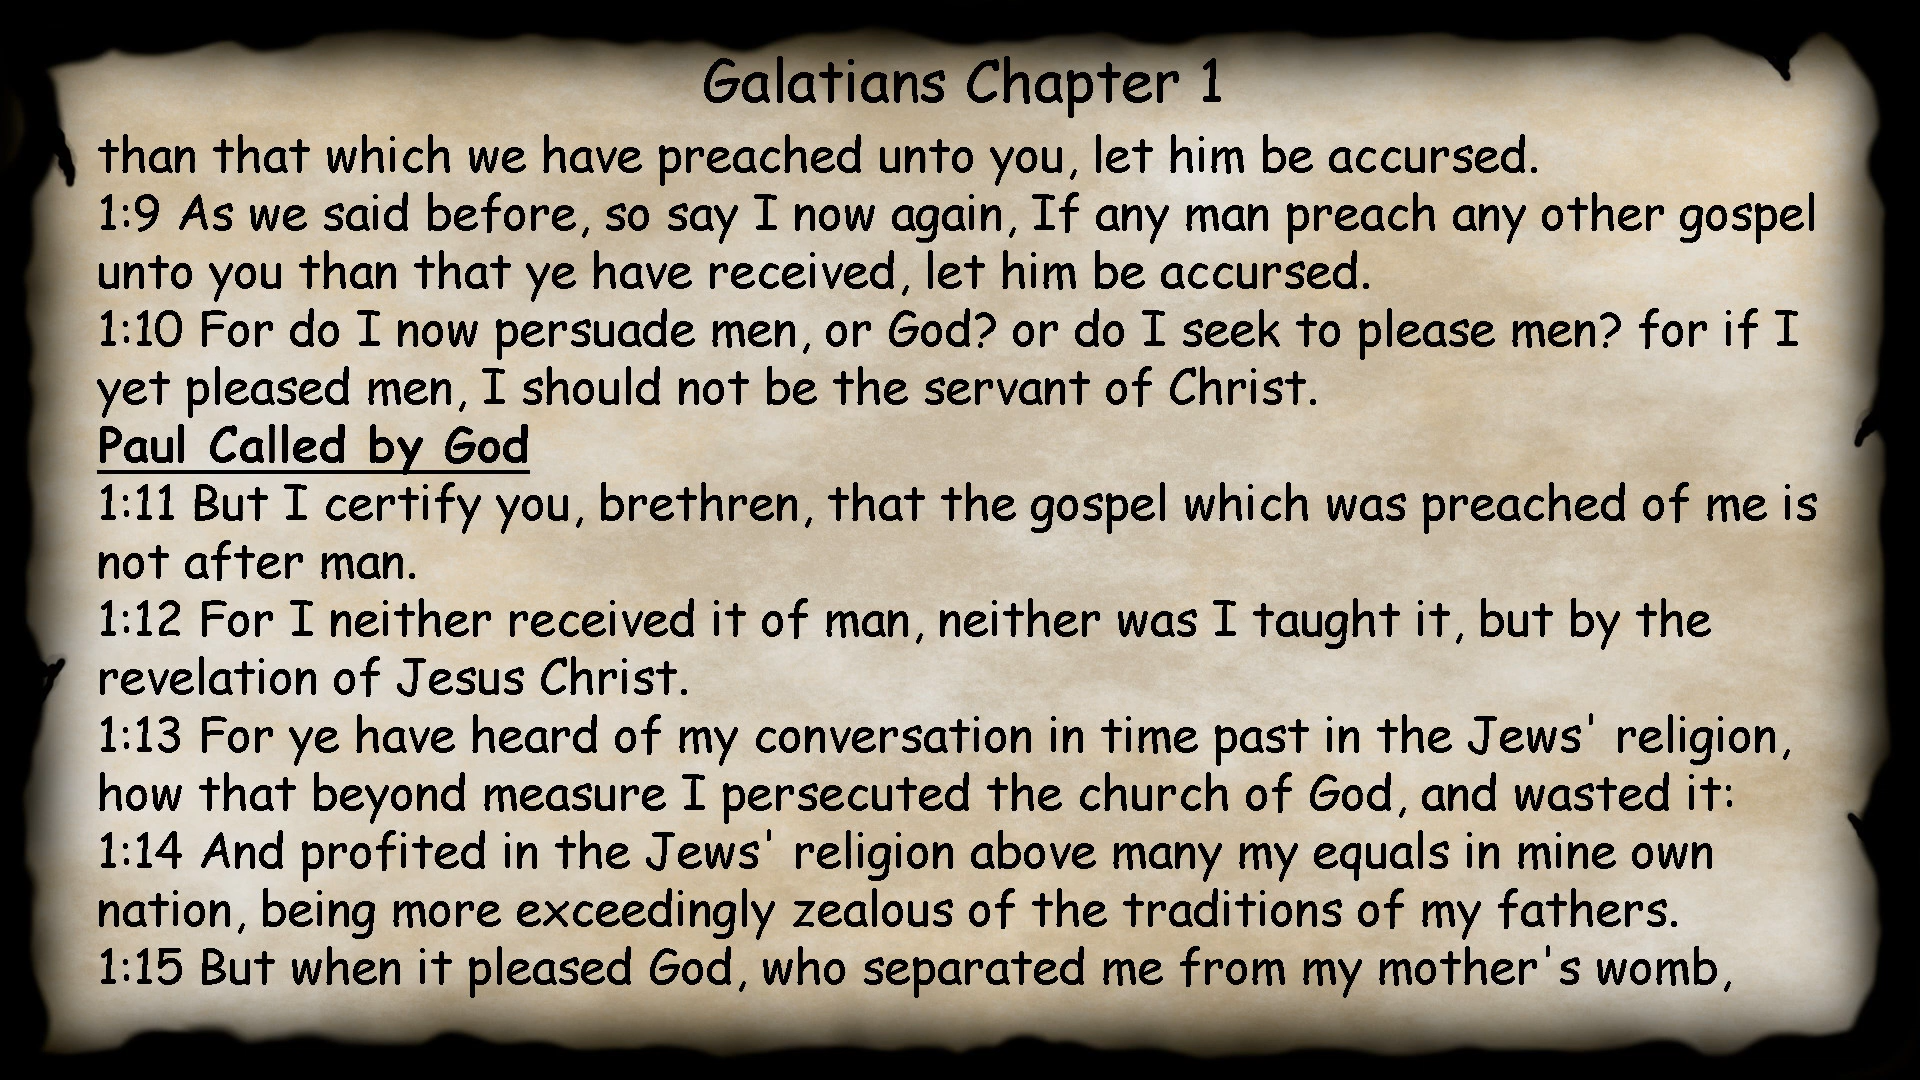 Galatians Chapter 1
than that which we have preached unto you, let him be accursed.
1:9 As we said before, so say I now again, If any man preach any other gospel
unto you than that ye have received, let him be accursed.
1:10 For do I now persuade men, or God? or do I seek to please men? for if I
yet pleased men, I should not be the servant of Christ.
Paul Called by God
1:11 But I certify you, brethren, that the gospel which was preached of me is
not after man.
1:12 For I neither received it of man, neither was I taught it, but by the
revelation of Jesus Christ.
1:13 For ye have heard of my conversation in time past in the Jews' religion,
how that beyond measure I persecuted the church of God, and wasted it:
1:14 And profited in the Jews' religion above many my equals in mine own
nation, being more exceedingly zealous of the traditions of my fathers.
1:15 But when it pleased God, who separated me from my mother's womb,